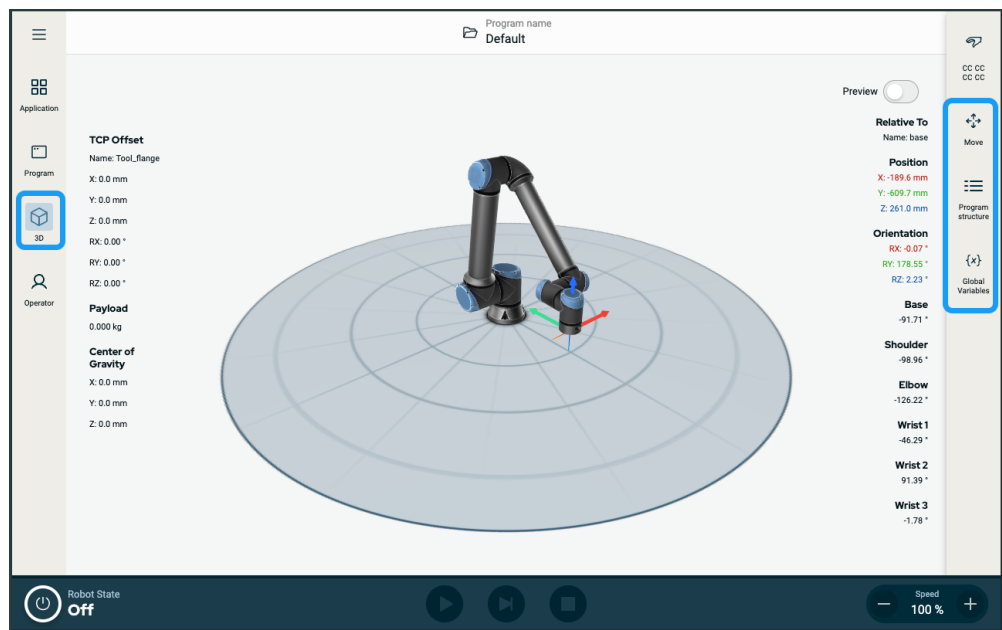 Program name
Default
Application
Program
3D
Operator
TCP Offset
Name: Tool_flange
X: 0.0 mm
Y: 0.0 mm
Z: 0.0 mm
RX: 0.00 °
RY: 0.00 °
RZ: 0.00 °
Payload
0.000 kg
Center of
Gravity
X: 0.0 mm
Y: 0.0 mm
Z: 0.0 mm
Preview
Relative To
Name: base
Position
X: -189.6 mm
Y: -609.7 mm
Z: 261.0 mm
Orientation
RX: -0.07 °
RY: 178.55 °
RZ: 2.23 °
Base
-91.71 °
Shoulder
-98.96 °
Elbow
-126.22 °
Wrist 1
-46.29 °
Wrist 2
91.39 °
Wrist 3
-1.78 °
CC CC
CC CC
Move
Program
structure
{x}
Global
Variables
Robot State
Off
Speed
100 %